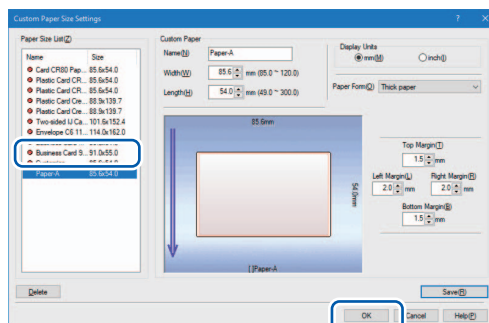 Custom Paper Size Settings
? ×
Paper Size List(Z)
Name Size
Card CR80 Pap... 85.6x54.0
Plastic Card CR... 85.6x54.0
Plastic Card CR... 85.6x54.0
Plastic Card Cre... 88.9x139.7
Plastic Card Cre... 88.9x139.7
Two-sided IJ Ca... 101.6x152.4
Envelope C6 11... 114.0x162.0
Business Card 9... 91.0x55.0
Paper-A 85.6x54.0
Delete
Custom Paper
Name(N) Paper-A
Width(W) 85.6 mm (85.0 ~ 120.0)
Length(H) 54.0 mm (49.0 ~ 300.0)
Display Units
mm(M) inch(I)
Paper Form(O) Thick paper
85.6mm
54.0mm
[ ]Paper-A
Top Margin(T)
1.5 mm
Left Margin(L) Right Margin(R)
2.0 mm 2.0 mm
Bottom Margin(B)
1.5 mm
Save(R)
OK Cancel Help(E)